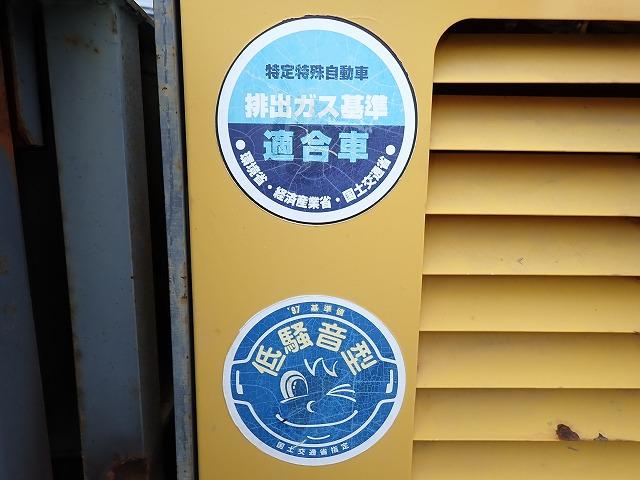 特定特殊自動車
排出ガス基準
適合車
●環境省・経済産業省・国土交通省●
'97 基準値
低騒音型
国土交通省指定